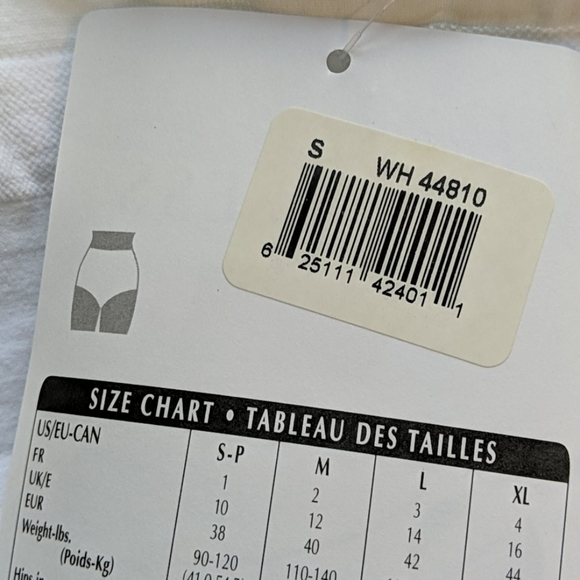 S WH 44810
6 25111 42401 1
SIZE CHART • TABLEAU DES TAILLES
US/EU-CAN S-P M L XL
FR 1 2 3 4
UK/E 10 12 14 16
EUR 38 40 42 44
Weight-lbs. 90-120 110-140
(Poids-Kg)
Hips in